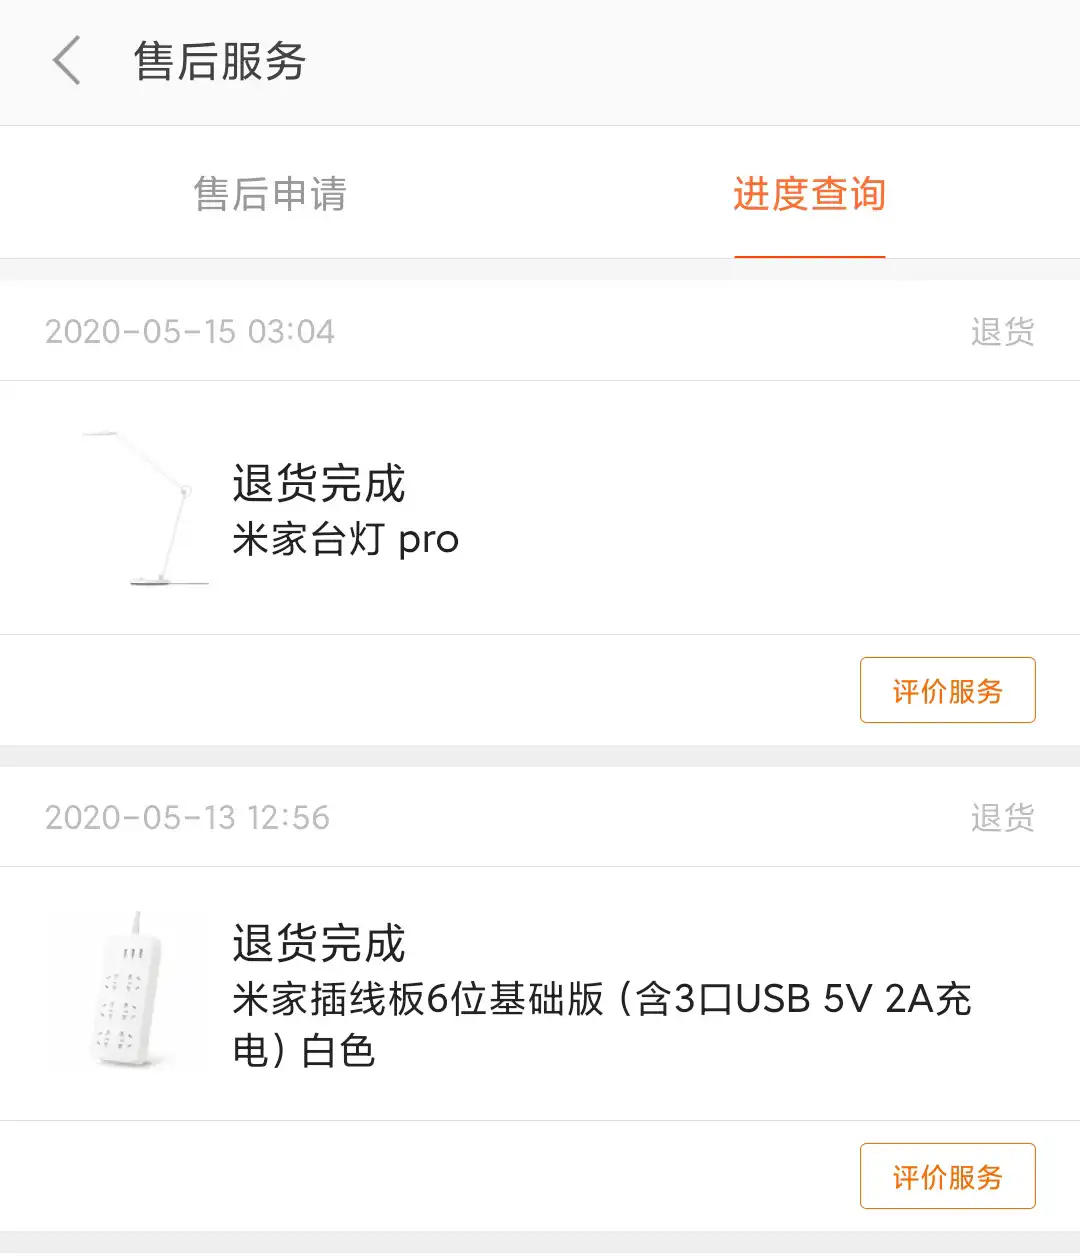 售后服务
售后申请
进度查询
2020-05-15 03:04
退货
退货完成
米家台灯 pro
评价服务
2020-05-13 12:56
退货
退货完成
米家插线板6位基础版（含3口USB 5V 2A充
电）白色
评价服务